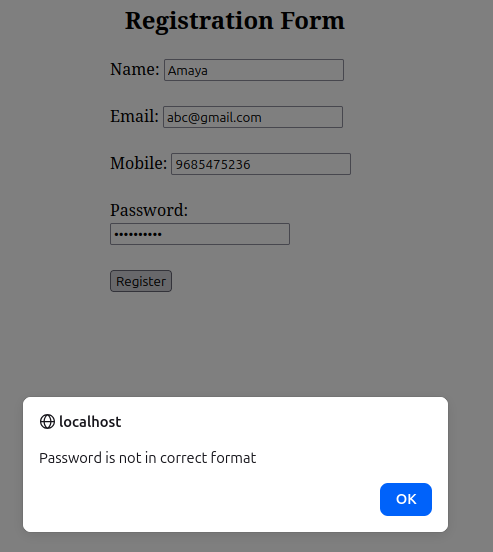 Registration Form
Name: Amaya
Email: abc@gmail.com
Mobile: 9685475236
Password:
••••••••••
Register
localhost
Password is not in correct format
OK